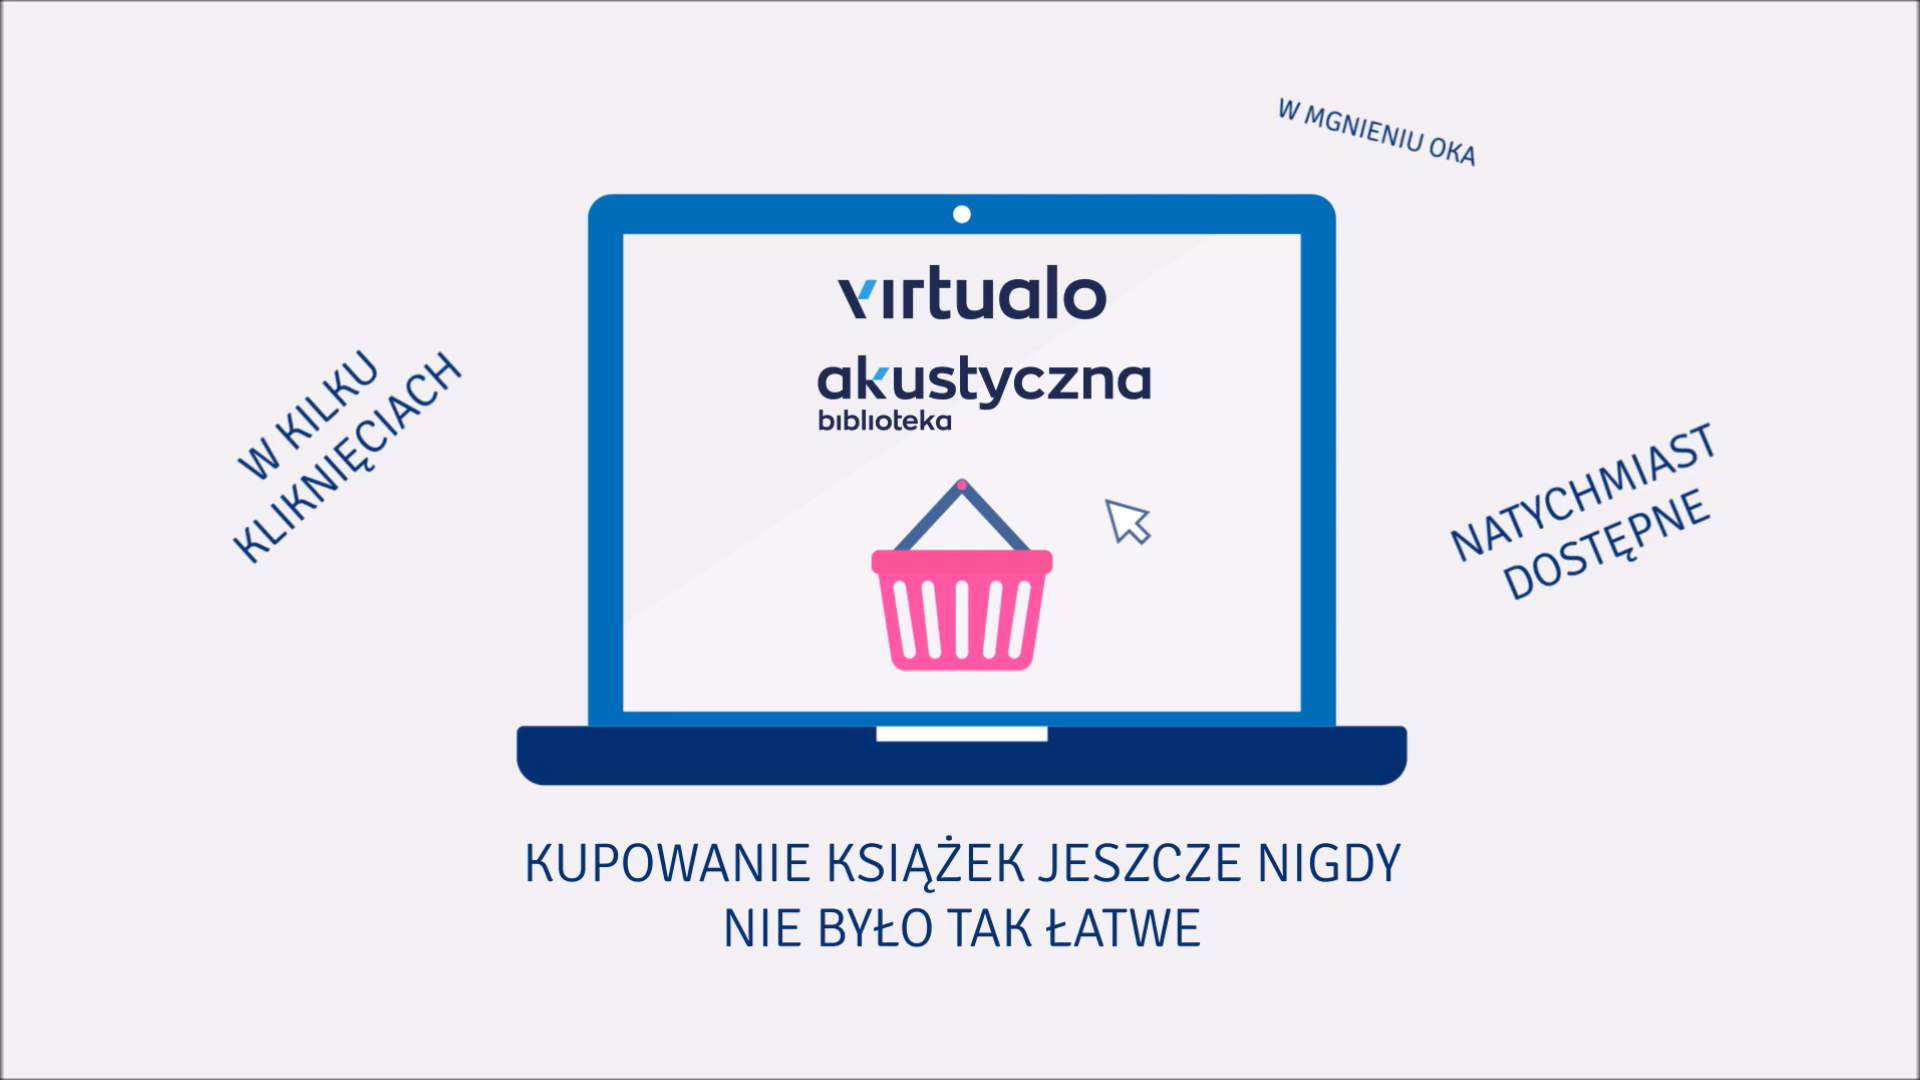 W MGNIENIU OKA
virtualo
akustyczna
biblioteka
W KILKU
KLIKNIĘCIACH
NATYCHMIAST
DOSTĘPNE
KUPOWANIE KSIĄŻEK JESZCZE NIGDY
NIE BYŁO TAK ŁATWE